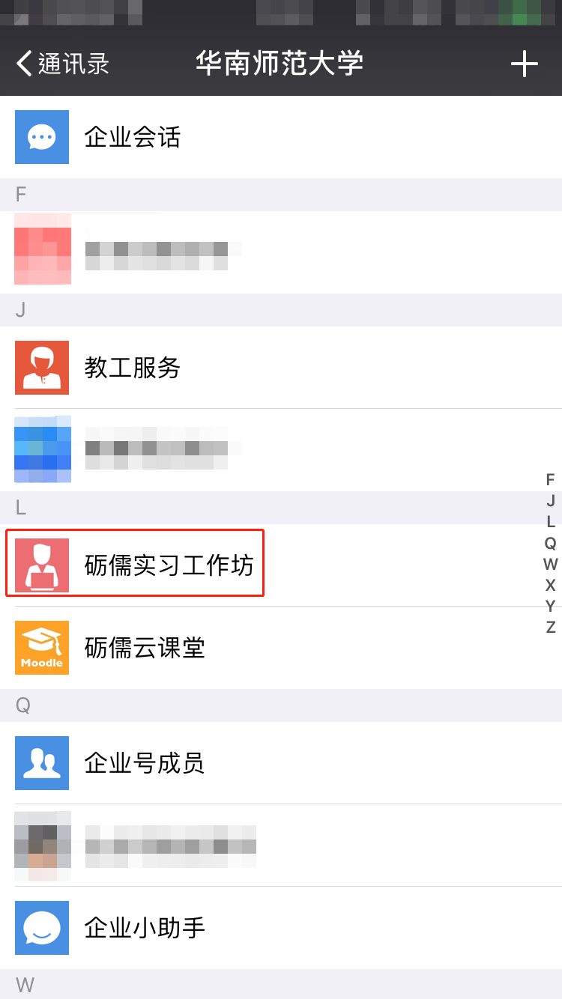 通讯录
华南师范大学
企业会话
F
J
教工服务
L
砺儒实习工作坊
Moodle
砺儒云课堂
Q
企业号成员
企业小助手
W
F
J
L
Q
W
X
Y
Z